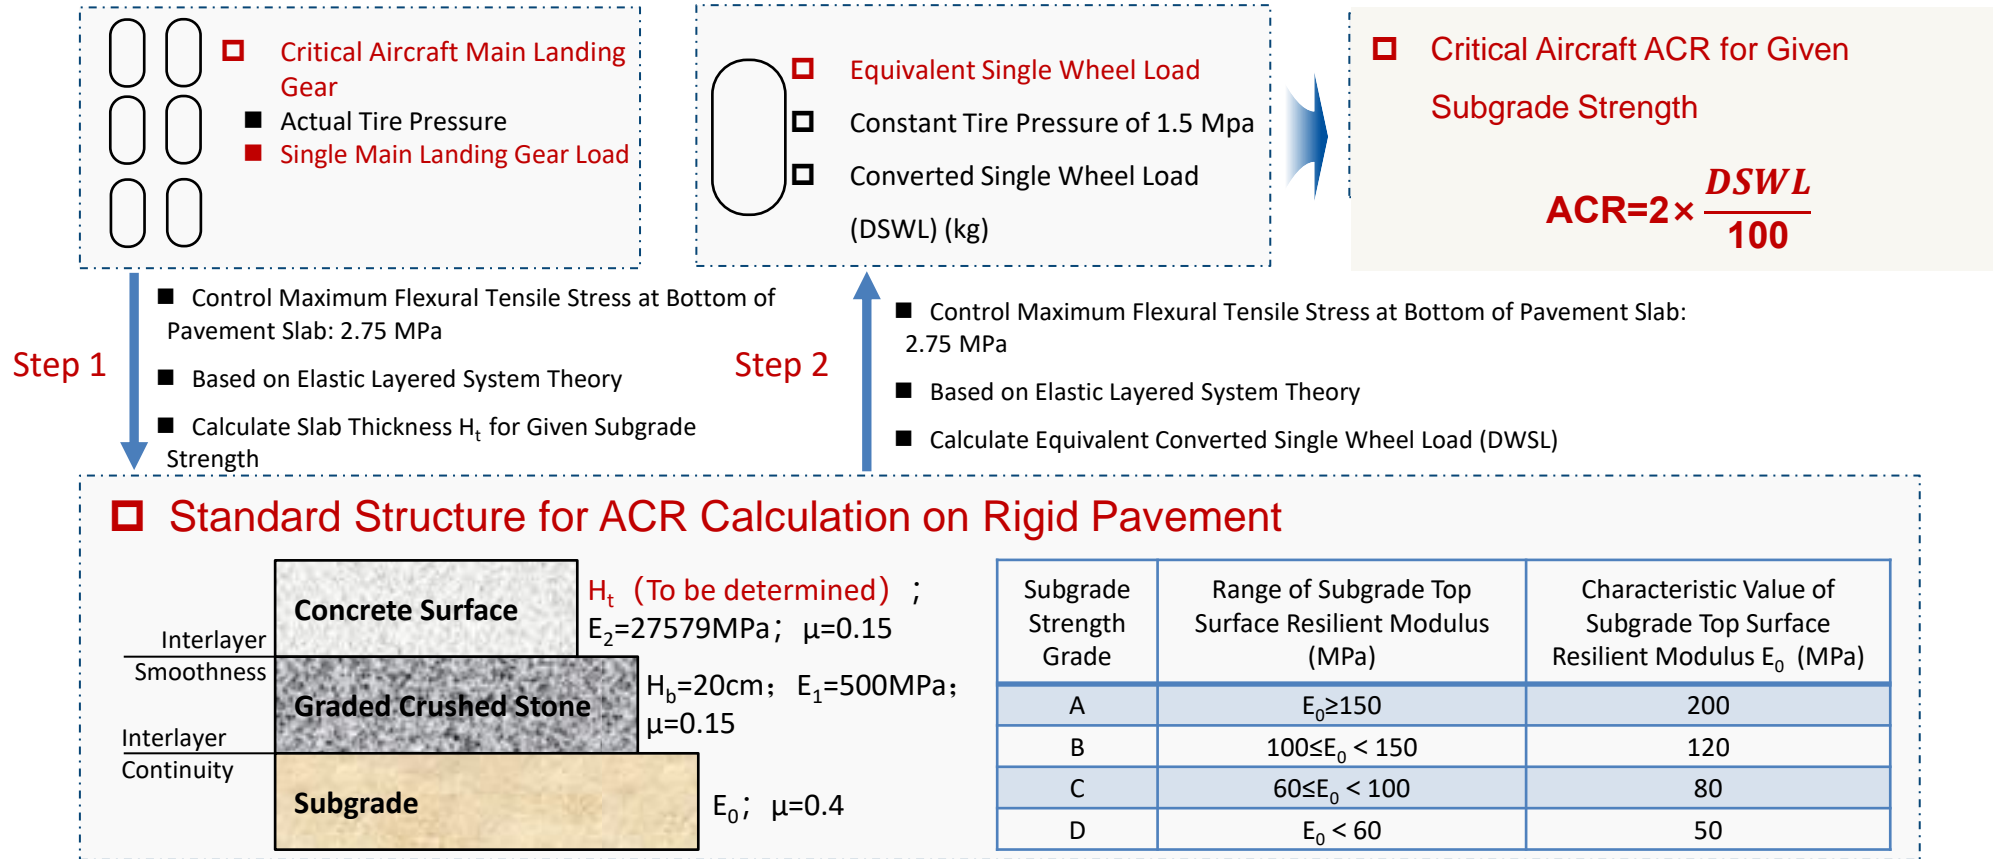 Critical Aircraft Main Landing
Gear
Actual Tire Pressure
Single Main Landing Gear Load
Equivalent Single Wheel Load
Constant Tire Pressure of 1.5 Mpa
Converted Single Wheel Load
(DSWL) (kg)
Critical Aircraft ACR for Given
Subgrade Strength
ACR=2× DSWL/100
Step 1
Control Maximum Flexural Tensile Stress at Bottom of
Pavement Slab: 2.75 MPa
Based on Elastic Layered System Theory
Calculate Slab Thickness Ht for Given Subgrade
Strength
Step 2
Control Maximum Flexural Tensile Stress at Bottom of Pavement Slab:
2.75 MPa
Based on Elastic Layered System Theory
Calculate Equivalent Converted Single Wheel Load (DWSL)
Standard Structure for ACR Calculation on Rigid Pavement
Interlayer
Smoothness
Interlayer
Continuity
Concrete Surface
Ht（To be determined）;
E2=27579MPa； μ=0.15
Graded Crushed Stone
Hb=20cm； E1=500MPa；
μ=0.15
Subgrade
E0； μ=0.4
Subgrade
Strength
Grade
Range of Subgrade Top
Surface Resilient Modulus
(MPa)
Characteristic Value of
Subgrade Top Surface
Resilient Modulus E0 (MPa)
A E0≥150 200
B 100≤E0 < 150 120
C 60≤E0 < 100 80
D E0 < 60 50